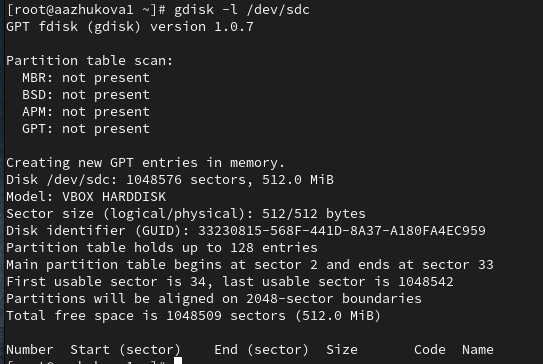 [root@aazhukova1 ~]# gdisk -l /dev/sdc
GPT fdisk (gdisk) version 1.0.7
Partition table scan:
  MBR: not present
  BSD: not present
  APM: not present
  GPT: not present
Creating new GPT entries in memory.
Disk /dev/sdc: 1048576 sectors, 512.0 MiB
Model: VBOX HARDDISK
Sector size (logical/physical): 512/512 bytes
Disk identifier (GUID): 33230815-568F-441D-8A37-A180FA4EC959
Partition table holds up to 128 entries
Main partition table begins at sector 2 and ends at sector 33
First usable sector is 34, last usable sector is 1048542
Partitions will be aligned on 2048-sector boundaries
Total free space is 1048509 sectors (512.0 MiB)
Number  Start (sector)    End (sector)  Size       Code  Name